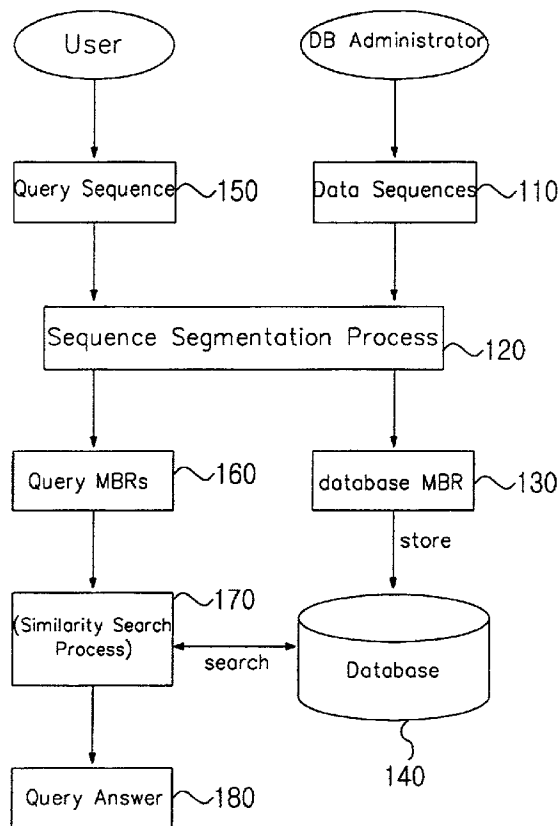 User
DB Administrator
Query Sequence
150
Data Sequences
110
Sequence Segmentation Process
120
Query MBRs
160
database MBR
130
store
170
(Similarity Search
Process)
search
Database
140
Query Answer
180